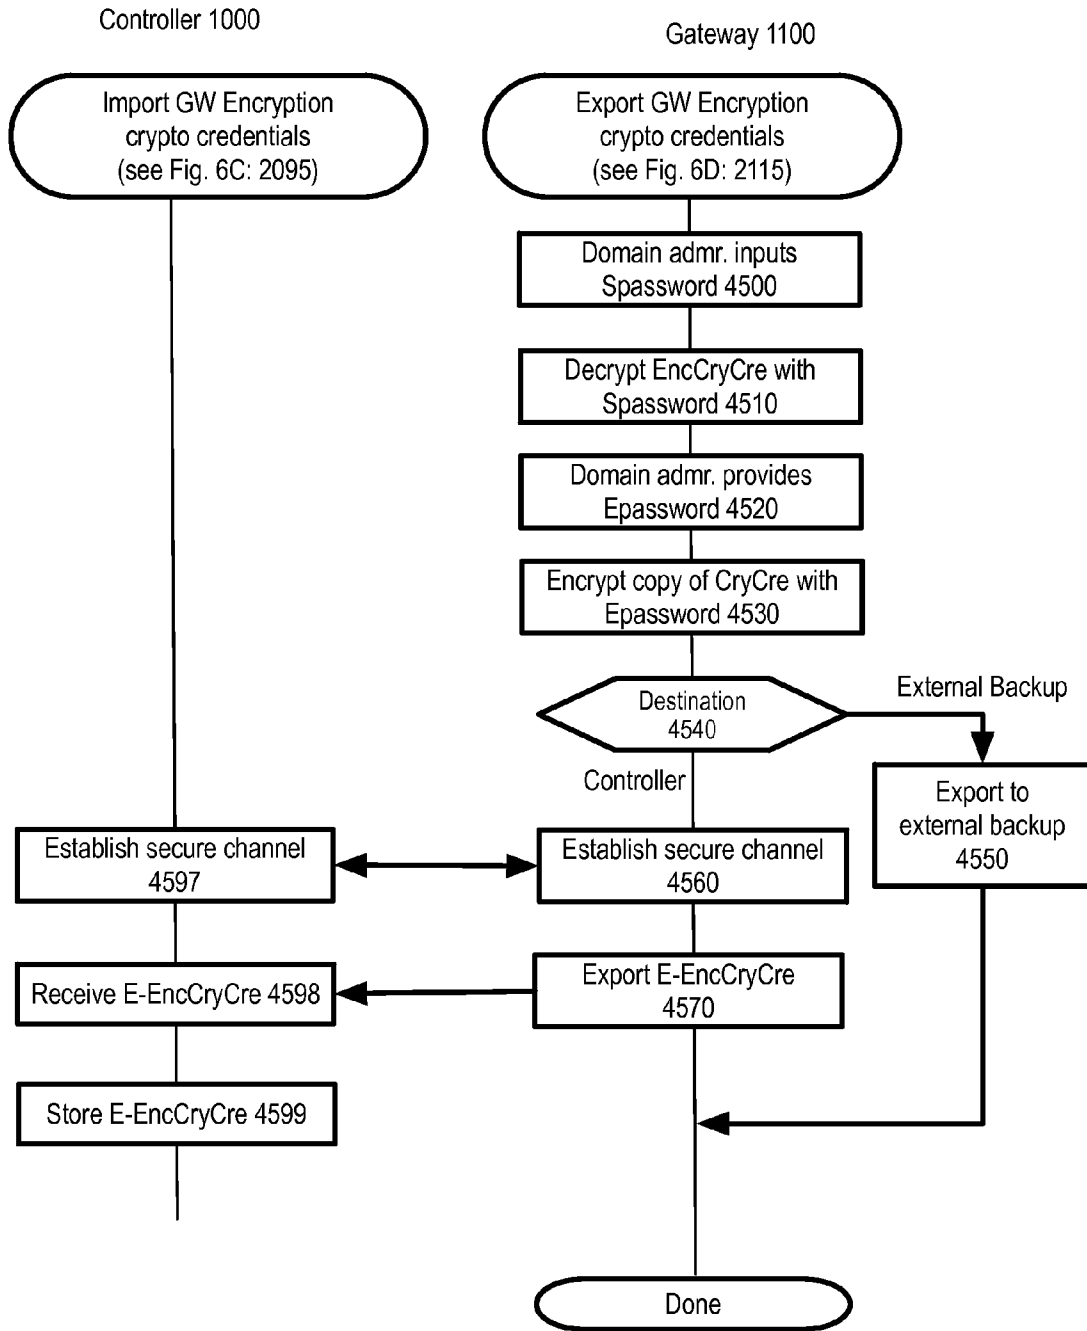 Controller 1000
Gateway 1100
Import GW Encryption
crypto credentials
(see Fig. 6C: 2095)
Export GW Encryption
crypto credentials
(see Fig. 6D: 2115)
Domain admr. inputs
Spassword 4500
Decrypt EncCryCre with
Spassword 4510
Domain admr. provides
Epassword 4520
Encrypt copy of CryCre with
Epassword 4530
Destination
4540
External Backup
Controller
Export to
external backup
4550
Establish secure channel
4597
Establish secure channel
4560
Receive E-EncCryCre 4598
Export E-EncCryCre
4570
Store E-EncCryCre 4599
Done